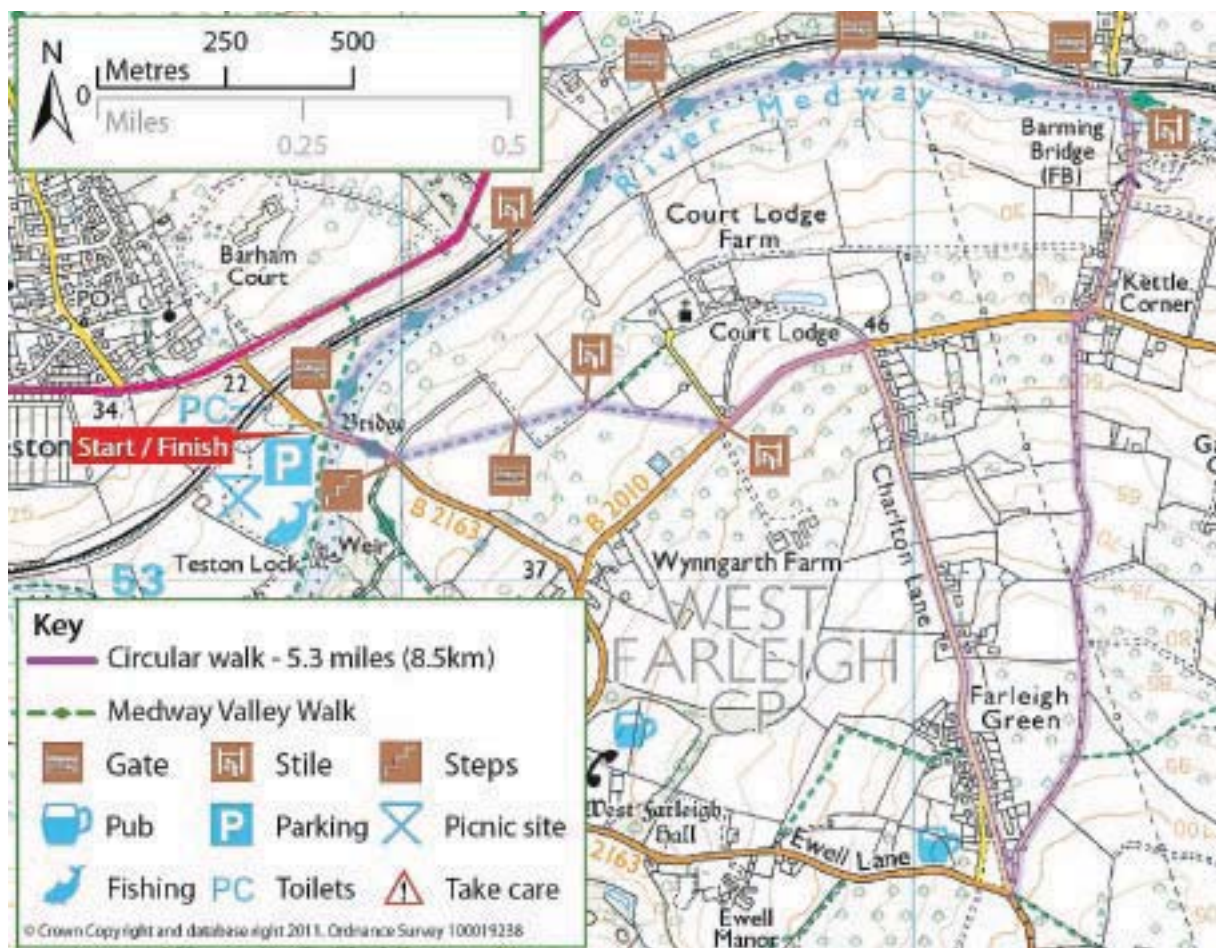 N
250
500
Metres
0
Miles
0.25
0.5
River Medway
7
Barming
Bridge
(FB)
Court Lodge
Farm
Barham
Court
PO
Kettle
Corner
Court Lodge
46
22
34
PC
Bridge
Teston
Start / Finish
P
B 2163
B 2010
Charlton Lane
Weir
Teston Lock
53
37
Wynngarth Farm
WEST
FARLEIGH
CP
Farleigh
Green
West Farleigh
Hall
2163
Ewell Lane
Ewell
Manor
Key
Circular walk - 5.3 miles (8.5km)
Medway Valley Walk
Gate
Stile
Steps
Pub
P
Parking
Picnic site
Fishing
PC
Toilets
Take care
© Crown Copyright and database right 2011. Ordnance Survey 100019238